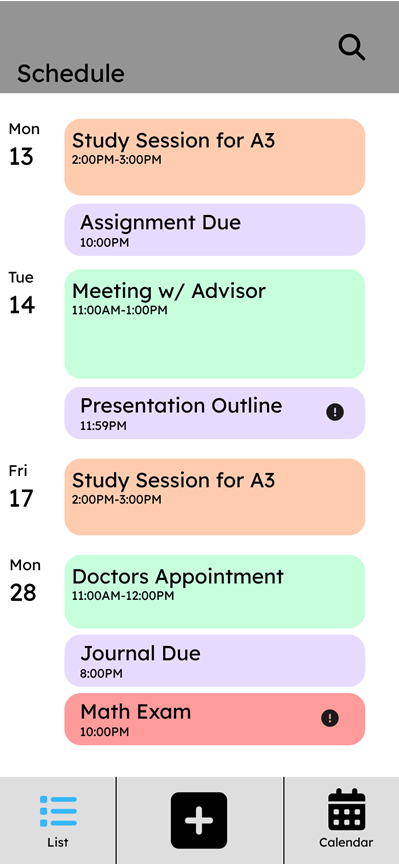 Schedule
Mon
13
Study Session for A3
2:00PM-3:00PM
Assignment Due
10:00PM
Tue
14
Meeting w/ Advisor
11:00AM-1:00PM
Presentation Outline
11:59PM
Fri
17
Study Session for A3
2:00PM-3:00PM
Mon
28
Doctors Appointment
11:00AM-12:00PM
Journal Due
8:00PM
Math Exam
10:00PM
List
Calendar